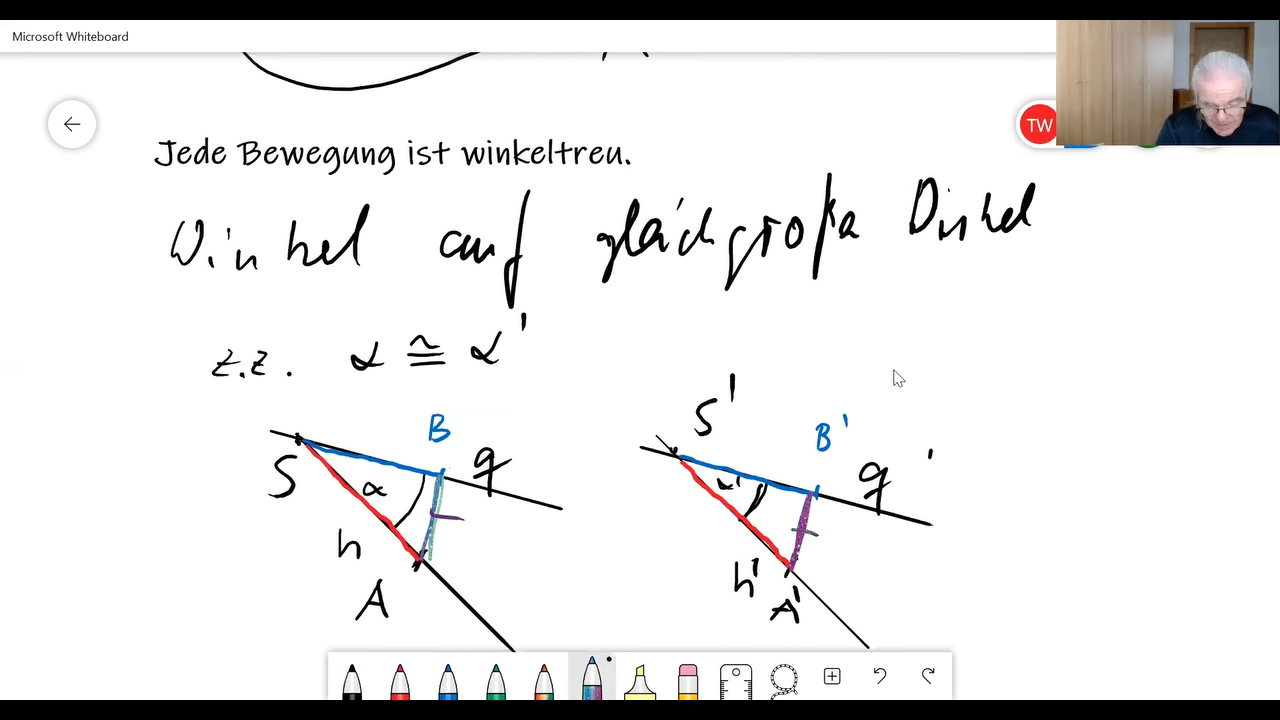 Microsoft Whiteboard
TW
Jede Bewegung ist winkeltreu.
Winkel auf gleichgroße Winkel
z.z. α ≅ α'
S B q α h A
S' B' q' α' h' A'